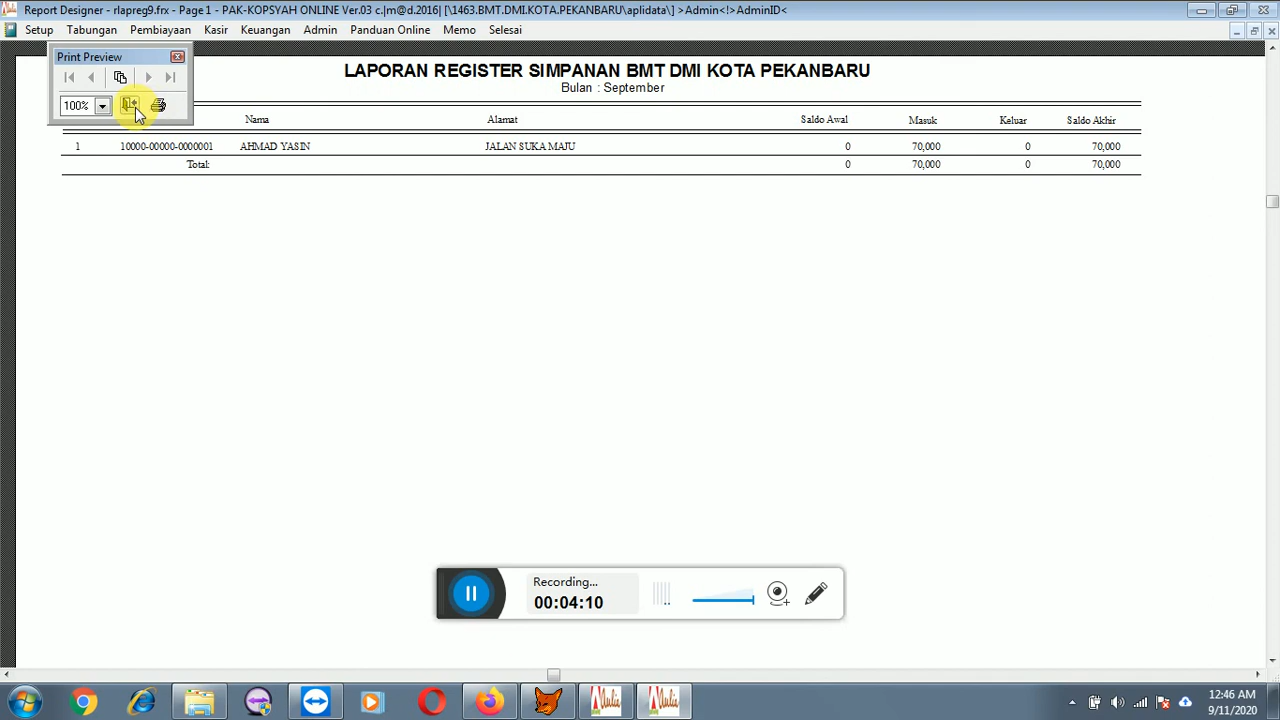 Report Designer - rlapreg9.frx - Page 1 - PAK-KOPSYAH ONLINE Ver.03 c.|m@d.2016| [\1463.BMT.DMI.KOTA.PEKANBARU\aplidata\] >Admin<!>AdminID<
Setup Tabungan Pembiayaan Kasir Keuangan Admin Panduan Online Memo Selesai
Print Preview
100%
LAPORAN REGISTER SIMPANAN BMT DMI KOTA PEKANBARU
Bulan : September
Nama Alamat Saldo Awal Masuk Keluar Saldo Akhir
1 10000-00000-0000001 AHMAD YASIN JALAN SUKA MAJU 0 70,000 0 70,000
Total: 0 70,000 0 70,000
Recording...
00:04:10
12:46 AM
9/11/2020